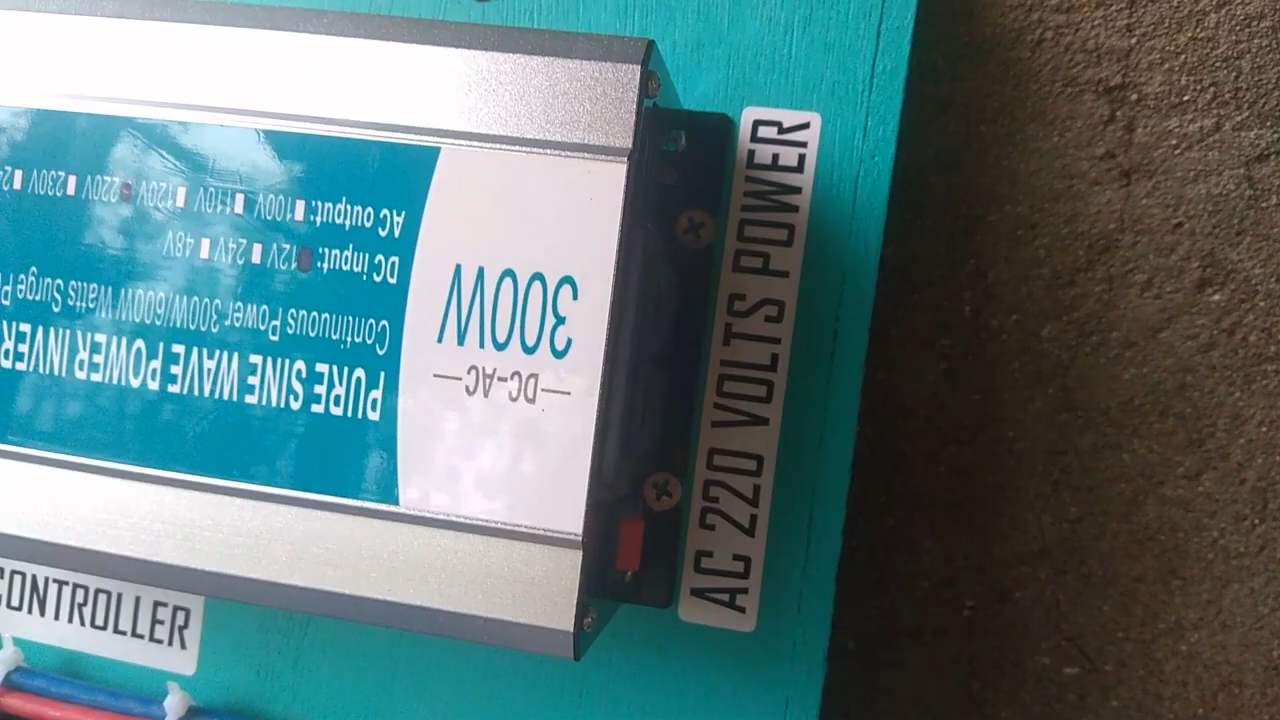 PURE SINE WAVE POWER INVER
Continuous Power 300W/600W Watts Surge P
DC input: 12V 24V 48V
AC output: 100V 110V 120V 220V 230V 24
DC-AC
300W
AC 220 VOLTS POWER
CONTROLLER